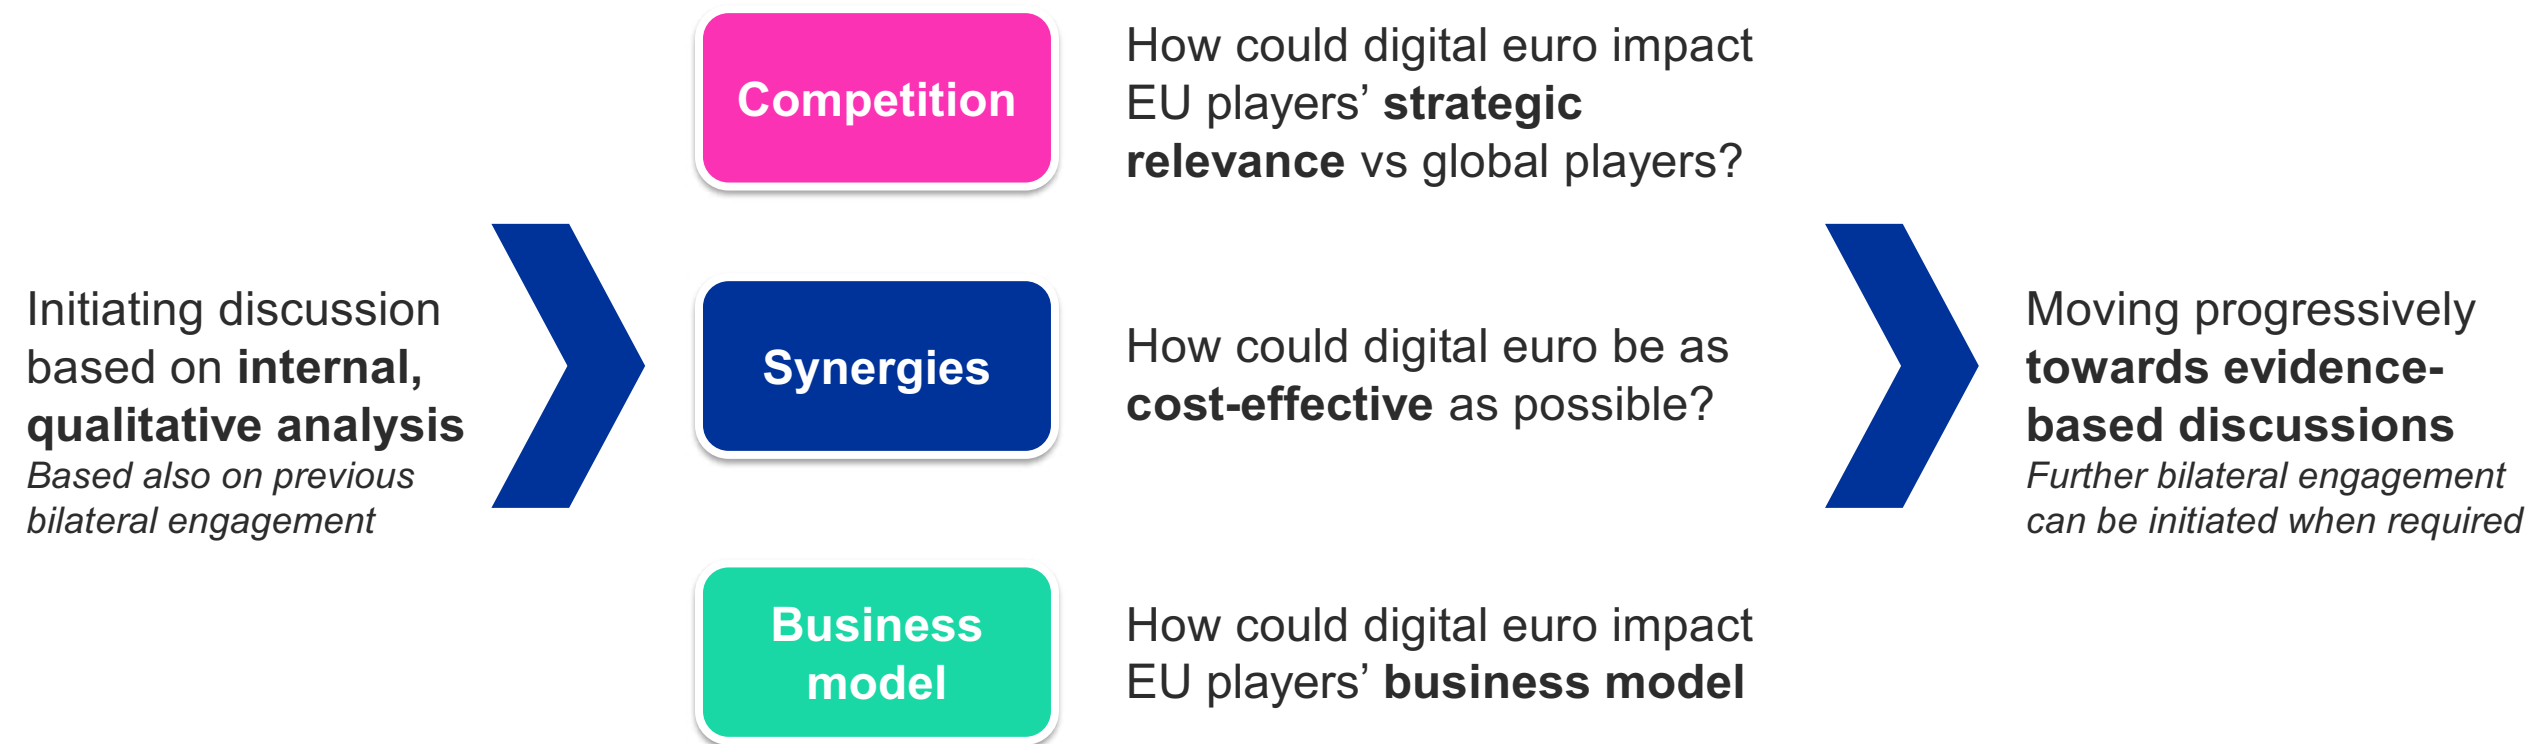 Initiating discussion
based on internal,
qualitative analysis
Based also on previous
bilateral engagement
Competition
How could digital euro impact
EU players’ strategic
relevance vs global players?
Synergies
How could digital euro be as
cost-effective as possible?
Business
model
How could digital euro impact
EU players’ business model
Moving progressively
towards evidence-
based discussions
Further bilateral engagement
can be initiated when required